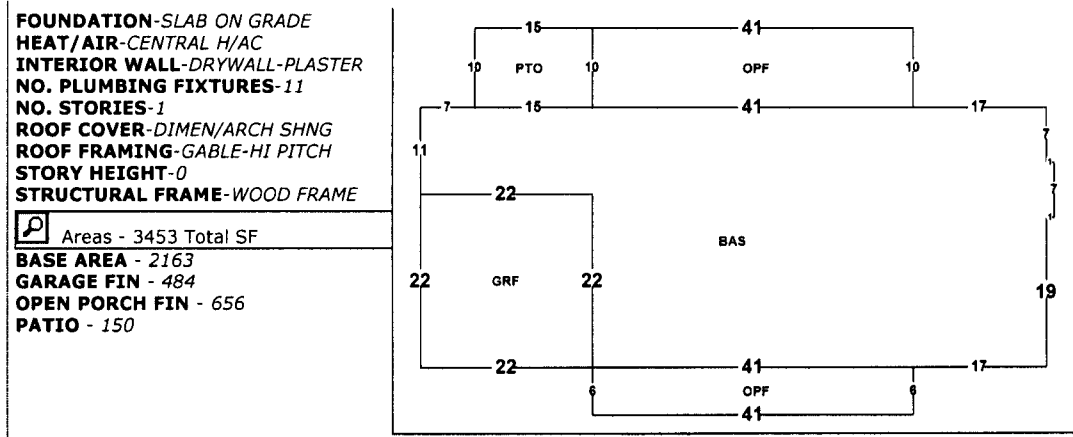 FOUNDATION-SLAB ON GRADE
HEAT/AIR-CENTRAL H/AC
INTERIOR WALL-DRYWALL-PLASTER
NO. PLUMBING FIXTURES-11
NO. STORIES-1
ROOF COVER-DIMEN/ARCH SHNG
ROOF FRAMING-GABLE-HI PITCH
STORY HEIGHT-0
STRUCTURAL FRAME-WOOD FRAME
Areas - 3453 Total SF
BASE AREA - 2163
GARAGE FIN - 484
OPEN PORCH FIN - 656
PATIO - 150
15 41
10 PTO 10 OPF 10
7 15 41 17
11 7
1
22 7
1
BAS
22 GRF 22 19
22 41 17
6 OPF 6
41